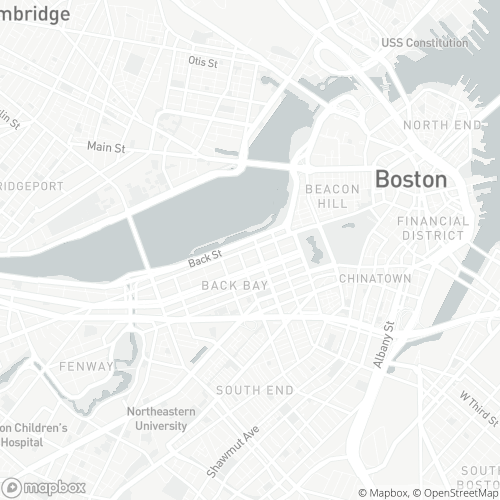 mbridge
USS Constitution
Otis St
lin St
NORTH END
Main St
Boston
RIDGEPORT
BEACON
HILL
FINANCIAL
DISTRICT
Back St
CHINATOWN
BACK BAY
Albany St
FENWAY
SOUTH END
W Third St
Northeastern
University
on Children's
Hospital
Shawmut Ave
SOUTH
BOSTO
mapbox
© Mapbox, © OpenStreetMap